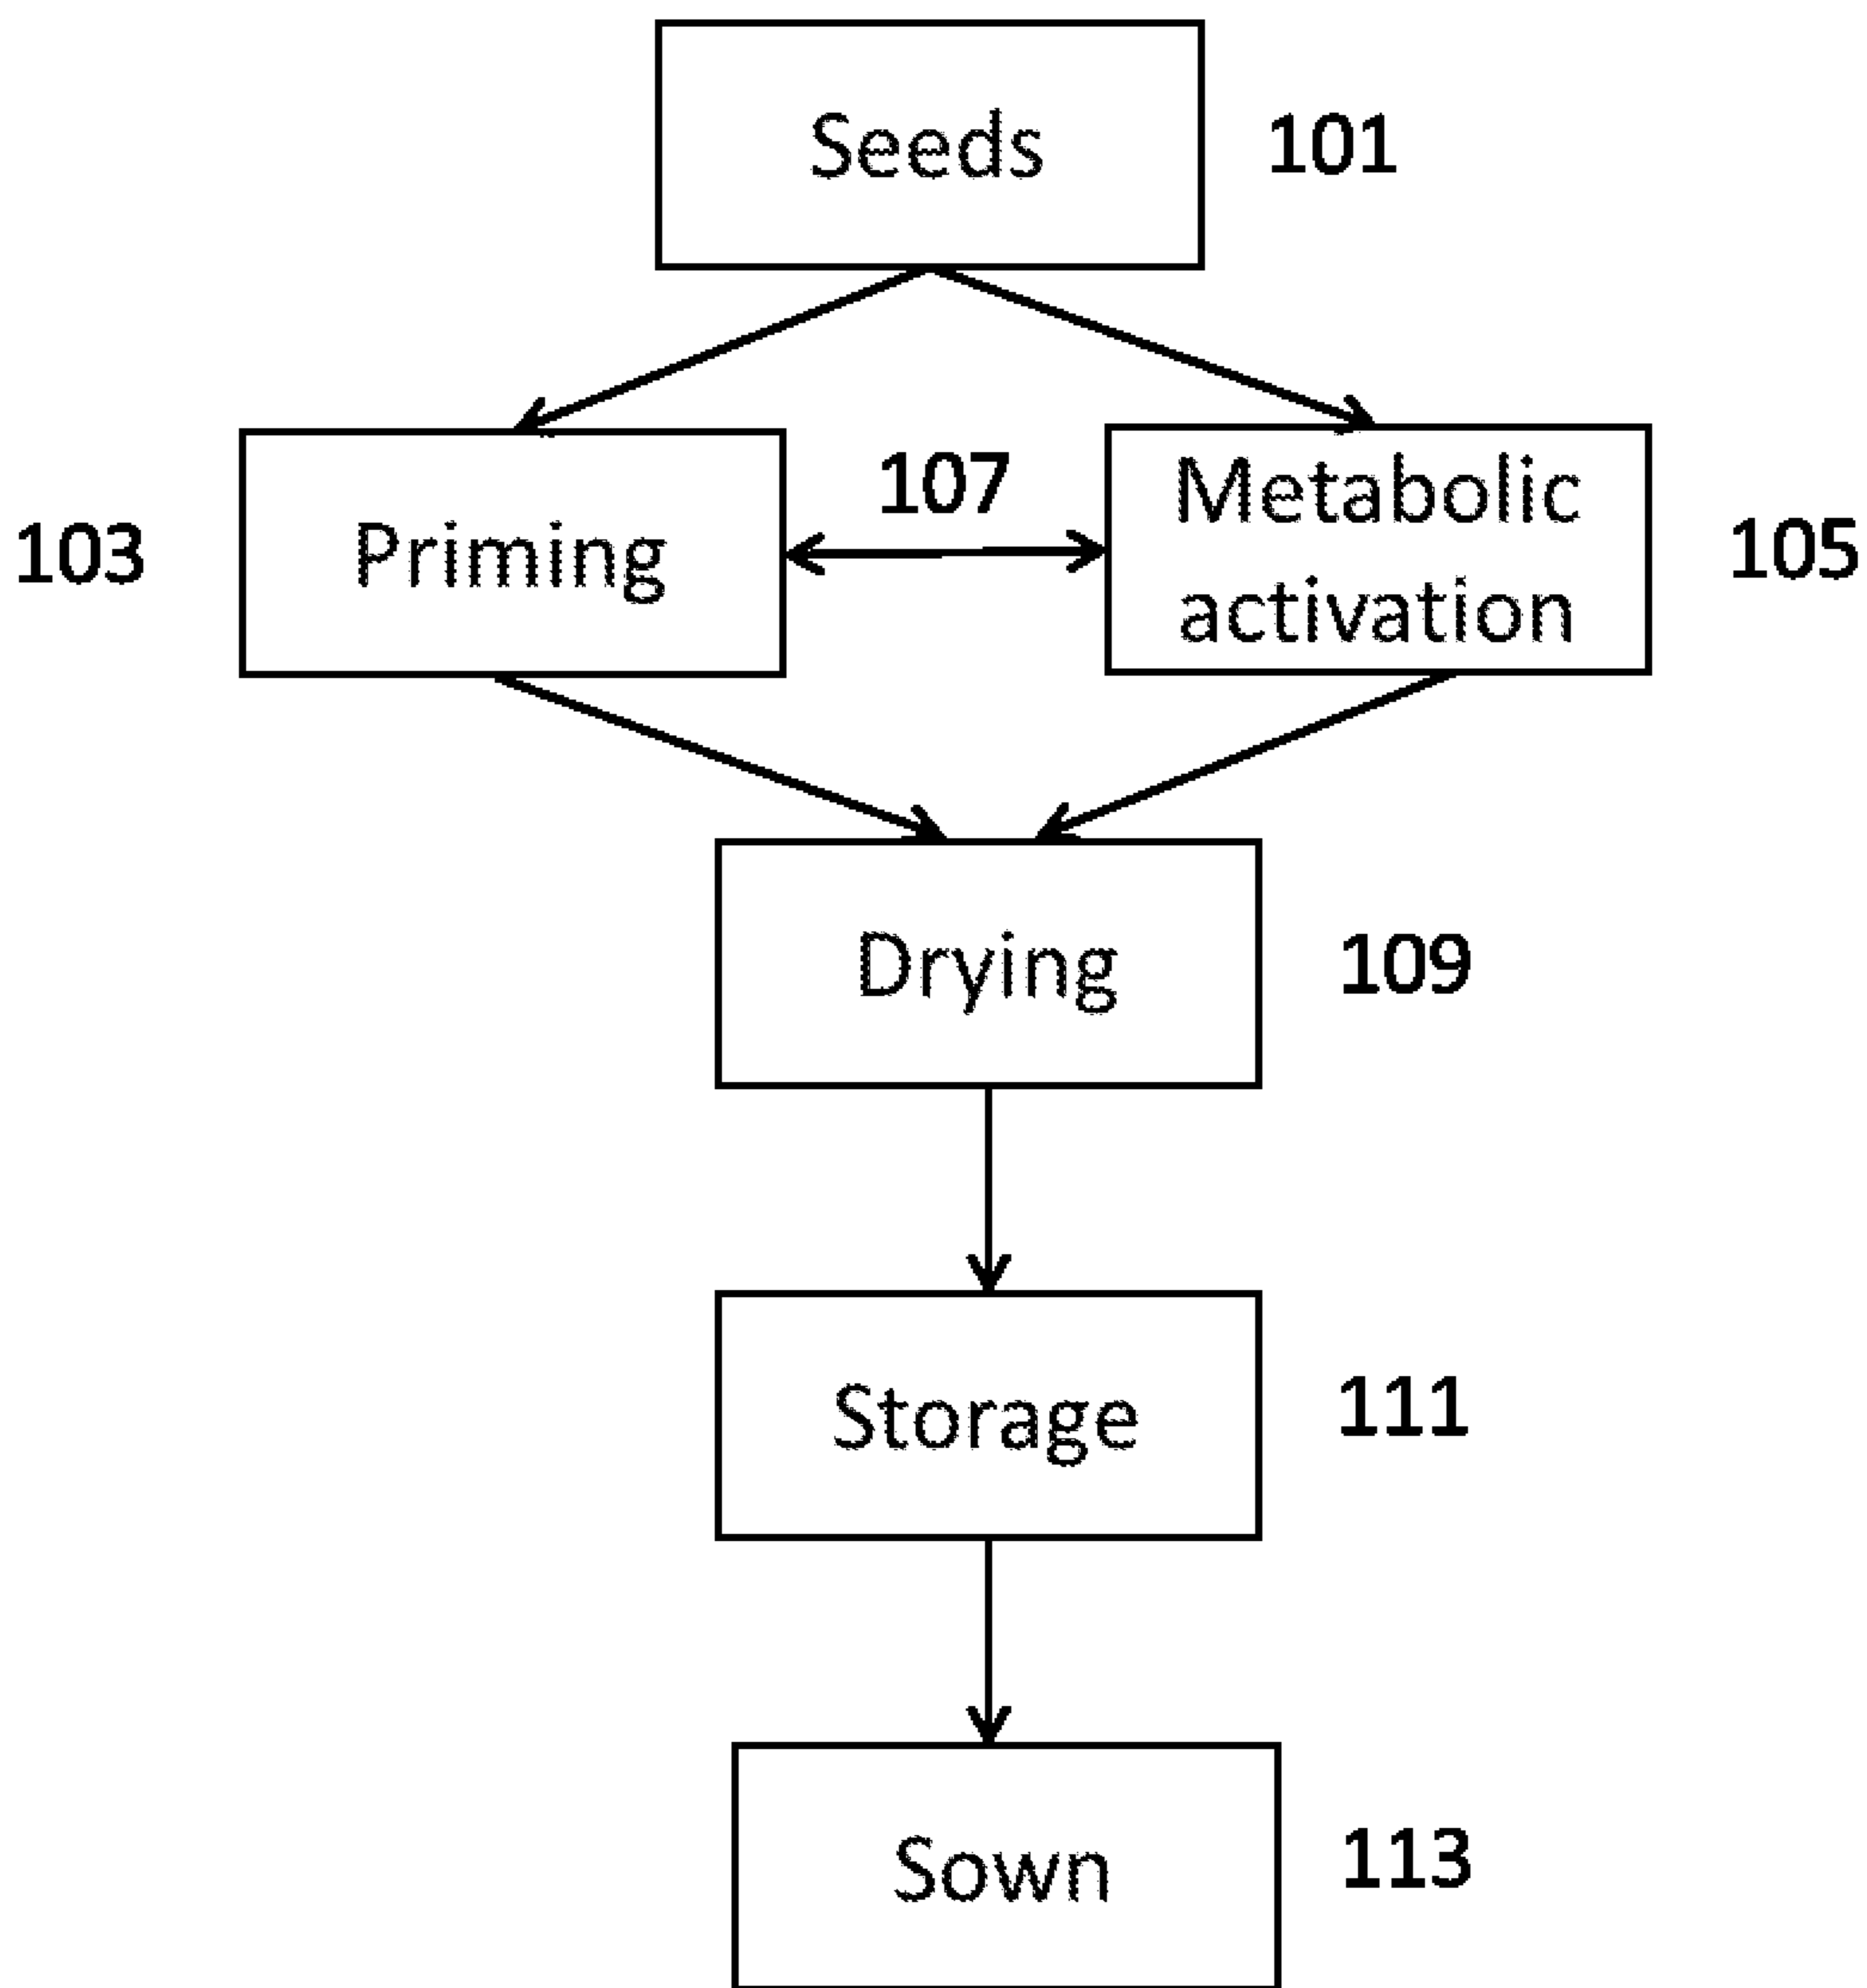 Seeds
101
107
103
Priming
Metabolic
activation
105
Drying
109
Storage
111
Sown
113